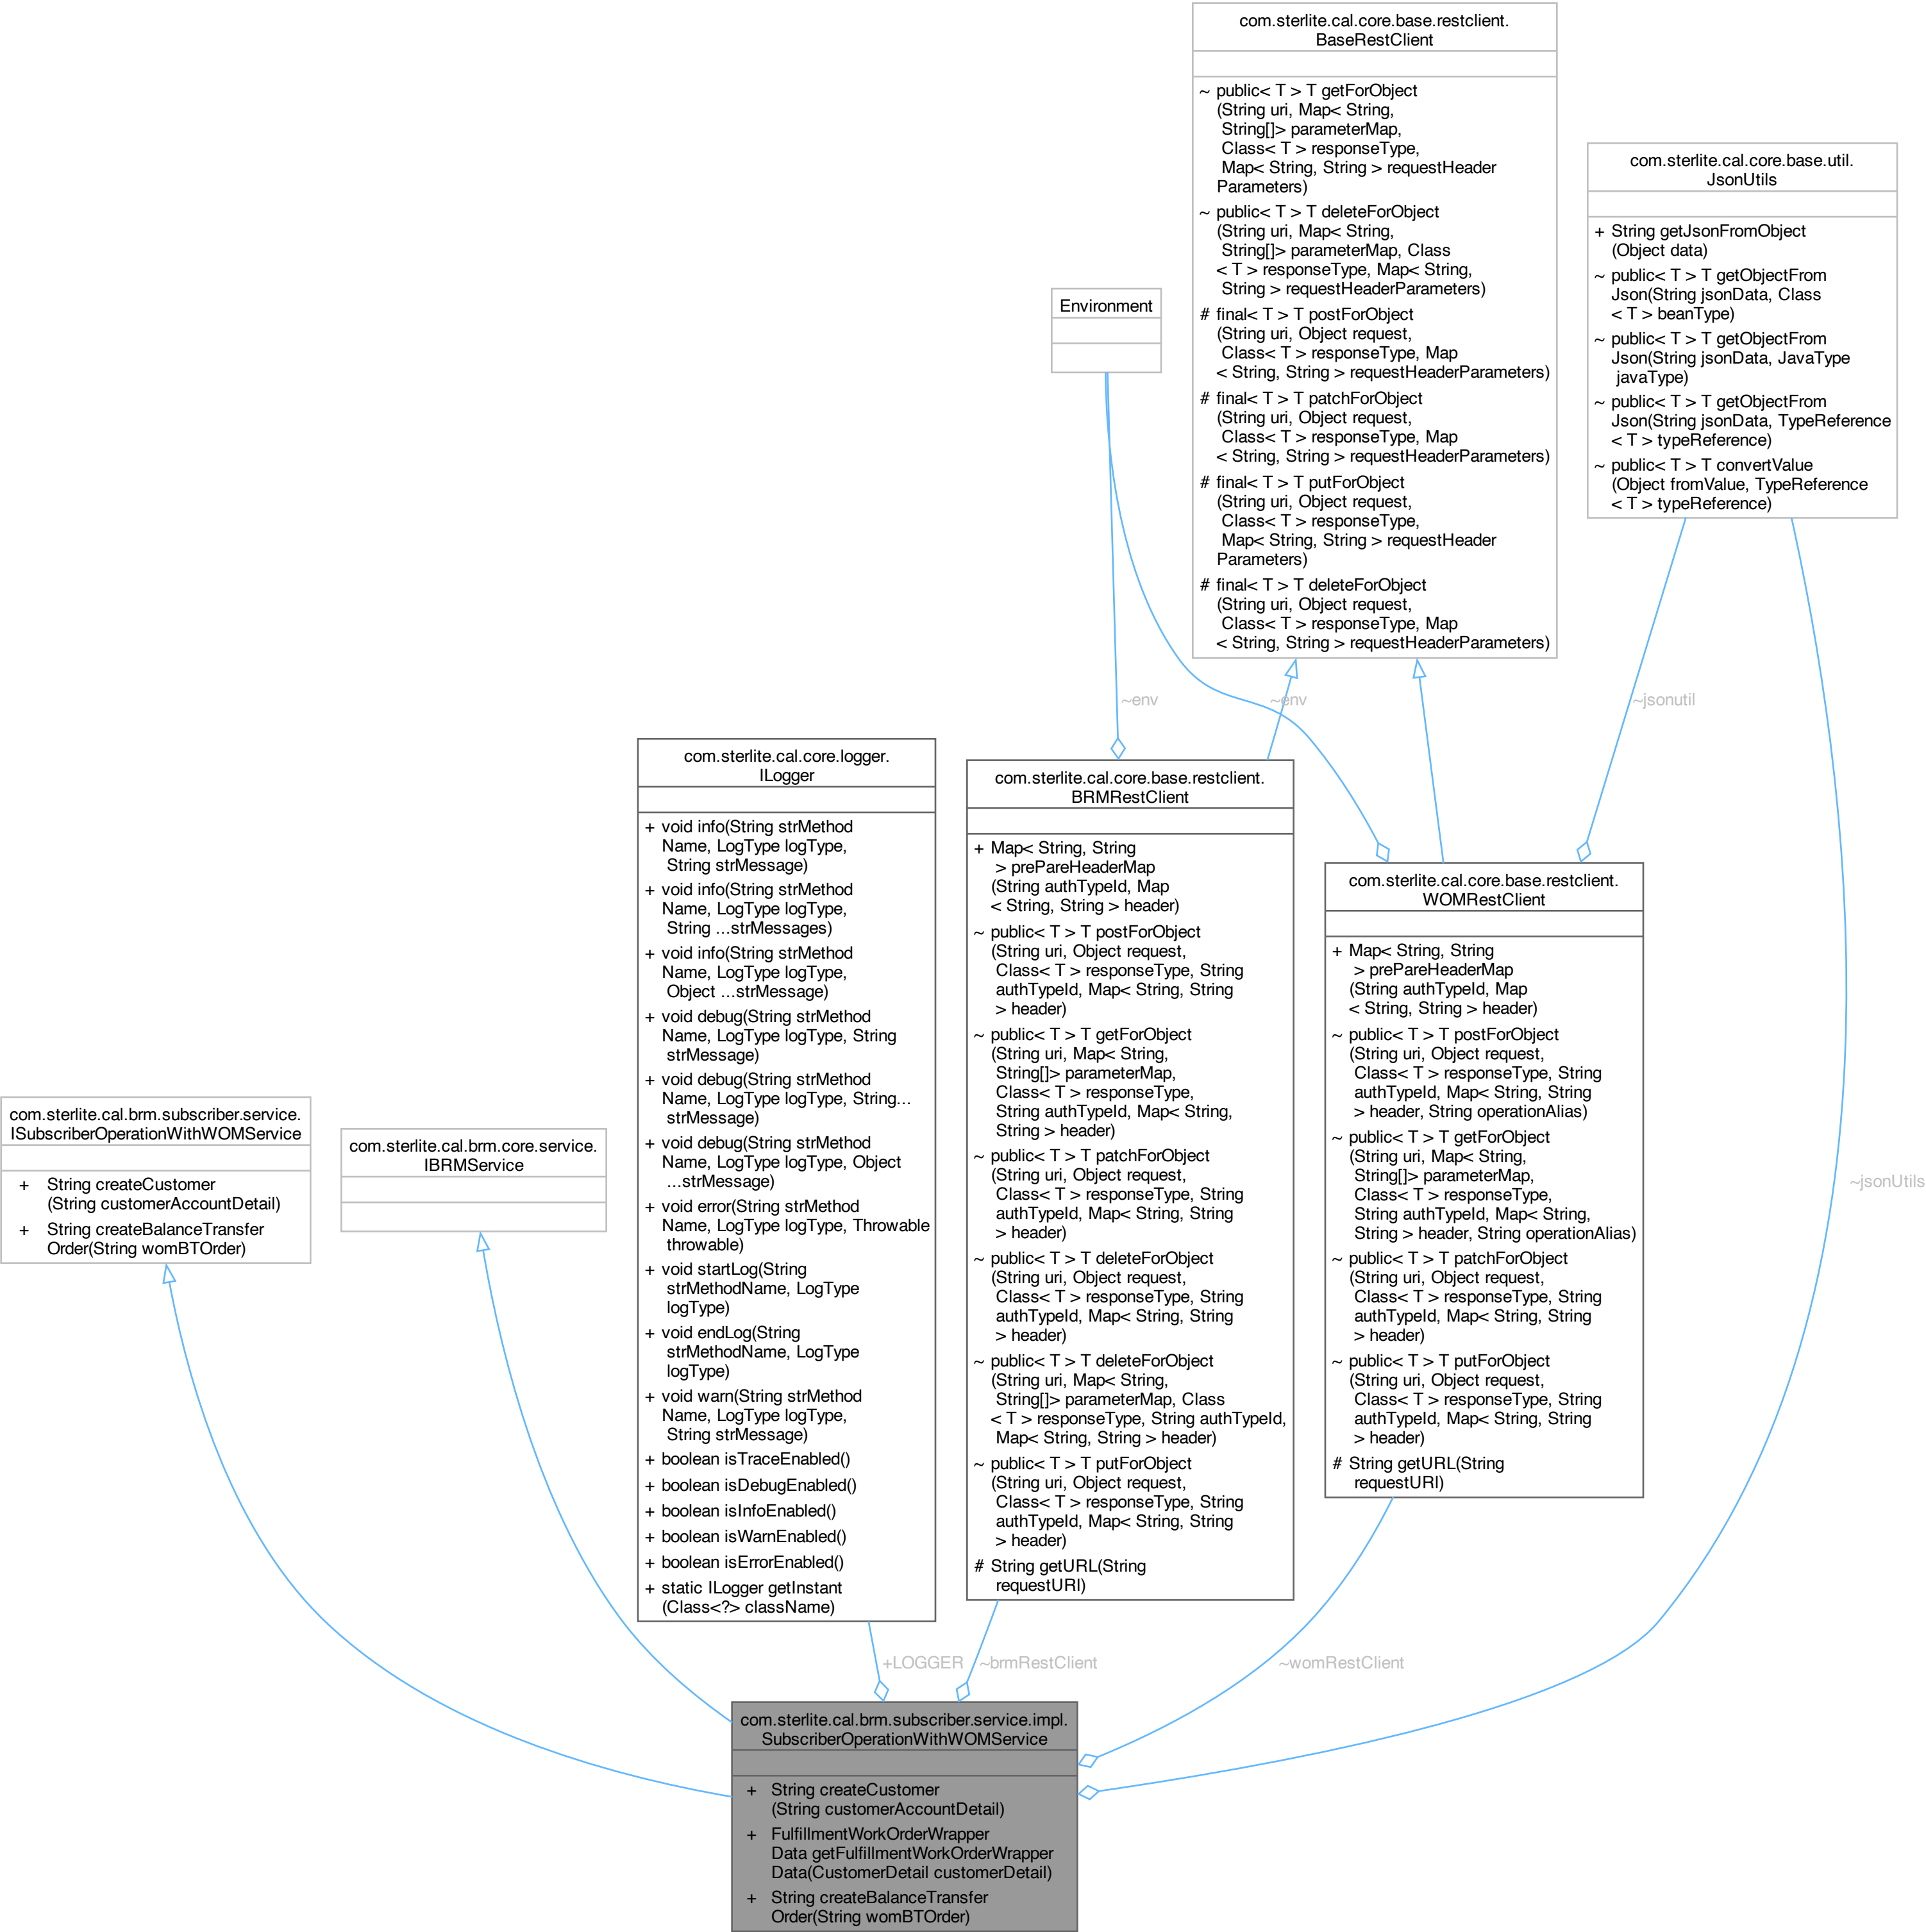 com.sterlite.cal.core.base.restclient.
BaseRestClient
~ public< T > T getForObject
(String uri, Map< String,
String[]> parameterMap,
Class< T > responseType,
Map< String, String > requestHeader
Parameters)
~ public< T > T deleteForObject
(String uri, Map< String,
String[]> parameterMap, Class
< T > responseType, Map< String,
String > requestHeaderParameters)
# final< T > T postForObject
(String uri, Object request,
Class< T > responseType, Map
< String, String > requestHeaderParameters)
# final< T > T patchForObject
(String uri, Object request,
Class< T > responseType, Map
< String, String > requestHeaderParameters)
# final< T > T putForObject
(String uri, Object request,
Class< T > responseType,
Map< String, String > requestHeader
Parameters)
# final< T > T deleteForObject
(String uri, Object request,
Class< T > responseType, Map
< String, String > requestHeaderParameters)
com.sterlite.cal.core.base.util.
JsonUtils
+ String getJsonFromObject
(Object data)
~ public< T > T getObjectFrom
Json(String jsonData, Class
< T > beanType)
~ public< T > T getObjectFrom
Json(String jsonData, JavaType
javaType)
~ public< T > T getObjectFrom
Json(String jsonData, TypeReference
< T > typeReference)
~ public< T > T convertValue
(Object fromValue, TypeReference
< T > typeReference)
Environment
~env
~env
~jsonutil
com.sterlite.cal.core.logger.
ILogger
+ void info(String strMethod
Name, LogType logType,
String strMessage)
+ void info(String strMethod
Name, LogType logType,
String ...strMessages)
+ void info(String strMethod
Name, LogType logType,
Object ...strMessage)
+ void debug(String strMethod
Name, LogType logType, String
strMessage)
+ void debug(String strMethod
Name, LogType logType, String...
strMessage)
+ void debug(String strMethod
Name, LogType logType, Object
...strMessage)
+ void error(String strMethod
Name, LogType logType, Throwable
throwable)
+ void startLog(String
strMethodName, LogType
logType)
+ void endLog(String
strMethodName, LogType
logType)
+ void warn(String strMethod
Name, LogType logType,
String strMessage)
+ boolean isTraceEnabled()
+ boolean isDebugEnabled()
+ boolean isInfoEnabled()
+ boolean isWarnEnabled()
+ boolean isErrorEnabled()
+ static ILogger getInstant
(Class<?> className)
com.sterlite.cal.core.base.restclient.
BRMRestClient
+ Map< String, String
> prePareHeaderMap
(String authTypeId, Map
< String, String > header)
~ public< T > T postForObject
(String uri, Object request,
Class< T > responseType, String
authTypeId, Map< String, String
> header)
~ public< T > T getForObject
(String uri, Map< String,
String[]> parameterMap,
Class< T > responseType,
String authTypeId, Map< String,
String > header)
~ public< T > T patchForObject
(String uri, Object request,
Class< T > responseType, String
authTypeId, Map< String, String
> header)
~ public< T > T deleteForObject
(String uri, Object request,
Class< T > responseType, String
authTypeId, Map< String, String
> header)
~ public< T > T deleteForObject
(String uri, Map< String,
String[]> parameterMap, Class
< T > responseType, String authTypeId,
Map< String, String > header)
~ public< T > T putForObject
(String uri, Object request,
Class< T > responseType, String
authTypeId, Map< String, String
> header)
# String getURL(String
requestURI)
com.sterlite.cal.core.base.restclient.
WOMRestClient
+ Map< String, String
> prePareHeaderMap
(String authTypeId, Map
< String, String > header)
~ public< T > T postForObject
(String uri, Object request,
Class< T > responseType, String
authTypeId, Map< String, String
> header, String operationAlias)
~ public< T > T getForObject
(String uri, Map< String,
String[]> parameterMap,
Class< T > responseType,
String authTypeId, Map< String,
String > header, String operationAlias)
~ public< T > T patchForObject
(String uri, Object request,
Class< T > responseType, String
authTypeId, Map< String, String
> header)
~ public< T > T putForObject
(String uri, Object request,
Class< T > responseType, String
authTypeId, Map< String, String
> header)
# String getURL(String
requestURI)
com.sterlite.cal.brm.subscriber.service.
ISubscriberOperationWithWOMService
+ String createCustomer
(String customerAccountDetail)
+ String createBalanceTransfer
Order(String womBTOrder)
com.sterlite.cal.brm.core.service.
IBRMService
~jsonUtils
+LOGGER
~brmRestClient
~womRestClient
com.sterlite.cal.brm.subscriber.service.impl.
SubscriberOperationWithWOMService
+ String createCustomer
(String customerAccountDetail)
+ FulfillmentWorkOrderWrapper
Data getFulfillmentWorkOrderWrapper
Data(CustomerDetail customerDetail)
+ String createBalanceTransfer
Order(String womBTOrder)